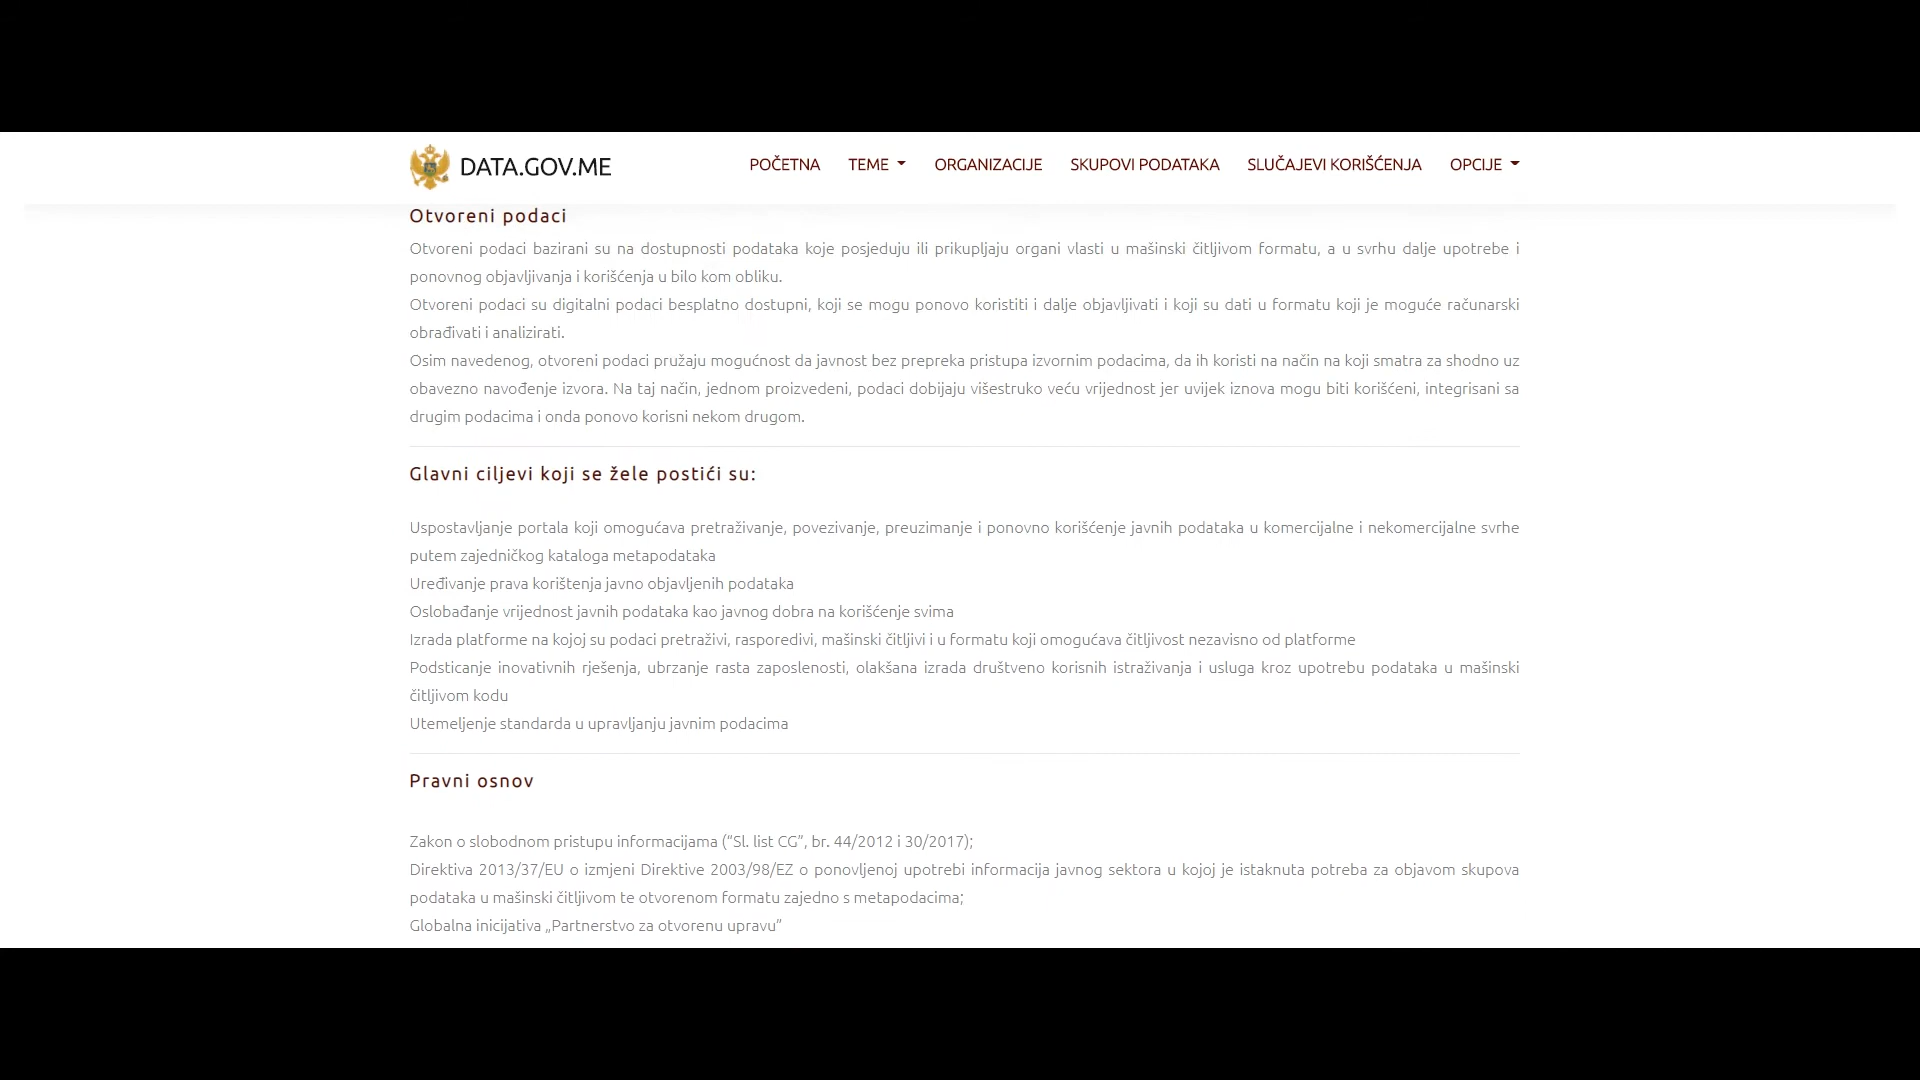 DATA.GOV.ME
POČETNA TEME ORGANIZACIJE SKUPOVI PODATAKA SLUČAJEVI KORIŠĆENJA OPCIJE
Otvoreni podaci
Otvoreni podaci bazirani su na dostupnosti podataka koje posjeduju ili prikupljaju organi vlasti u mašinski čitljivom formatu, a u svrhu dalje upotrebe i
ponovnog objavljivanja i korišćenja u bilo kom obliku.
Otvoreni podaci su digitalni podaci besplatno dostupni, koji se mogu ponovo koristiti i dalje objavljivati i koji su dati u formatu koji je moguće računarski
obrađivati i analizirati.
Osim navedenog, otvoreni podaci pružaju mogućnost da javnost bez prepreka pristupa izvornim podacima, da ih koristi na način na koji smatra za shodno uz
obavezno navođenje izvora. Na taj način, jednom proizvedeni, podaci dobijaju višestruko veću vrijednost jer uvijek iznova mogu biti korišćeni, integrisani sa
drugim podacima i onda ponovo korisni nekom drugom.
Glavni ciljevi koji se žele postići su:
Uspostavljanje portala koji omogućava pretraživanje, povezivanje, preuzimanje i ponovno korišćenje javnih podataka u komercijalne i nekomercijalne svrhe
putem zajedničkog kataloga metapodataka
Uređivanje prava korištenja javno objavljenih podataka
Oslobađanje vrijednost javnih podataka kao javnog dobra na korišćenje svima
Izrada platforme na kojoj su podaci pretraživi, rasporedivi, mašinski čitljivi i u formatu koji omogućava čitljivost nezavisno od platforme
Podsticanje inovativnih rješenja, ubrzanje rasta zaposlenosti, olakšana izrada društveno korisnih istraživanja i usluga kroz upotrebu podataka u mašinski
čitljivom kodu
Utemeljenje standarda u upravljanju javnim podacima
Pravni osnov
Zakon o slobodnom pristupu informacijama (“Sl. list CG”, br. 44/2012 i 30/2017);
Direktiva 2013/37/EU o izmjeni Direktive 2003/98/EZ o ponovljenoj upotrebi informacija javnog sektora u kojoj je istaknuta potreba za objavom skupova
podataka u mašinski čitljivom te otvorenom formatu zajedno s metapodacima;
Globalna inicijativa „Partnerstvo za otvorenu upravu”